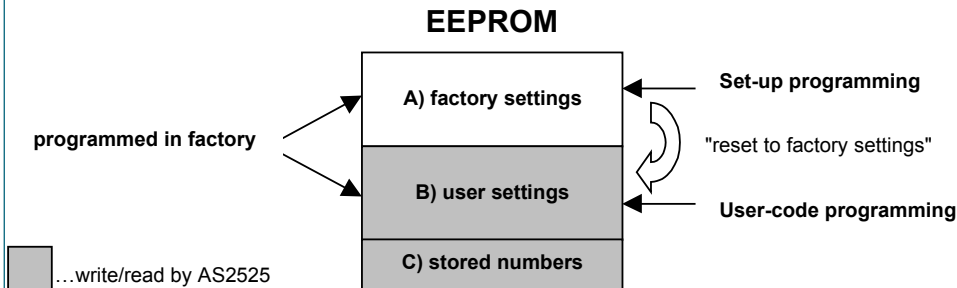 EEPROM
A) factory settings
Set-up programming
programmed in factory
"reset to factory settings"
B) user settings
User-code programming
C) stored numbers
…write/read by AS2525